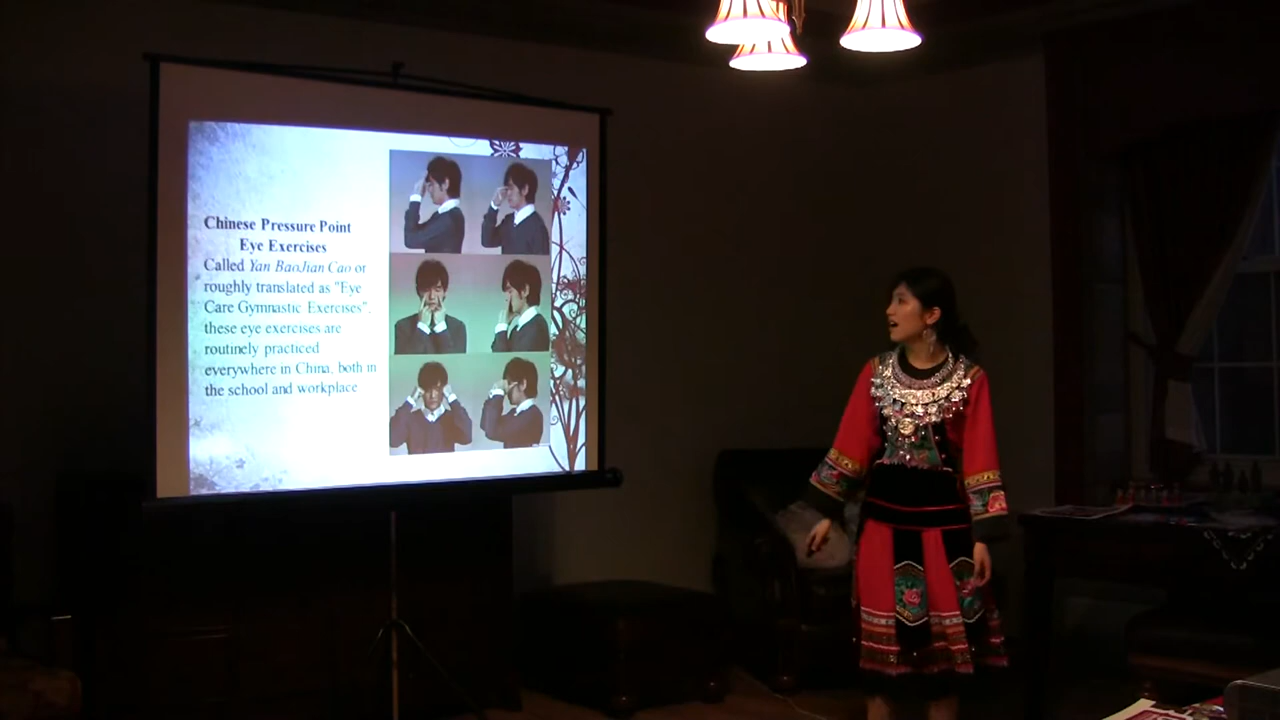 Chinese Pressure Point
Eye Exercises
Called Yan BaoJian Cao or
roughly translated as "Eye
Care Gymnastic Exercises",
these eye exercises are
routinely practiced
everywhere in China, both in
the school and workplace